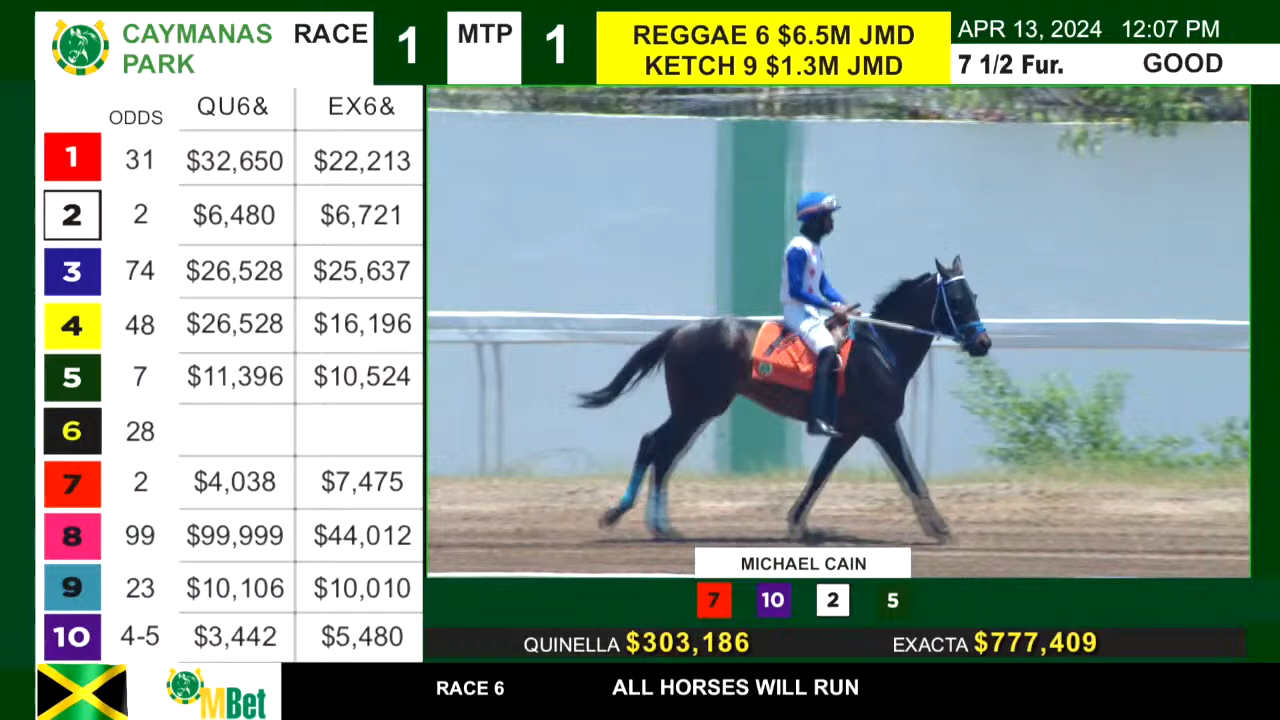 CAYMANAS
PARK
RACE 1
MTP 1
REGGAE 6 $6.5M JMD
KETCH 9 $1.3M JMD
APR 13, 2024 12:07 PM
7 1/2 Fur. GOOD
ODDS QU6& EX6&
1 31 $32,650 $22,213
2 2 $6,480 $6,721
3 74 $26,528 $25,637
4 48 $26,528 $16,196
5 7 $11,396 $10,524
6 28
7 2 $4,038 $7,475
8 99 $99,999 $44,012
9 23 $10,106 $10,010
10 4-5 $3,442 $5,480
MICHAEL CAIN
7 10 2 5
QUINELLA $303,186 EXACTA $777,409
MBet
RACE 6 ALL HORSES WILL RUN